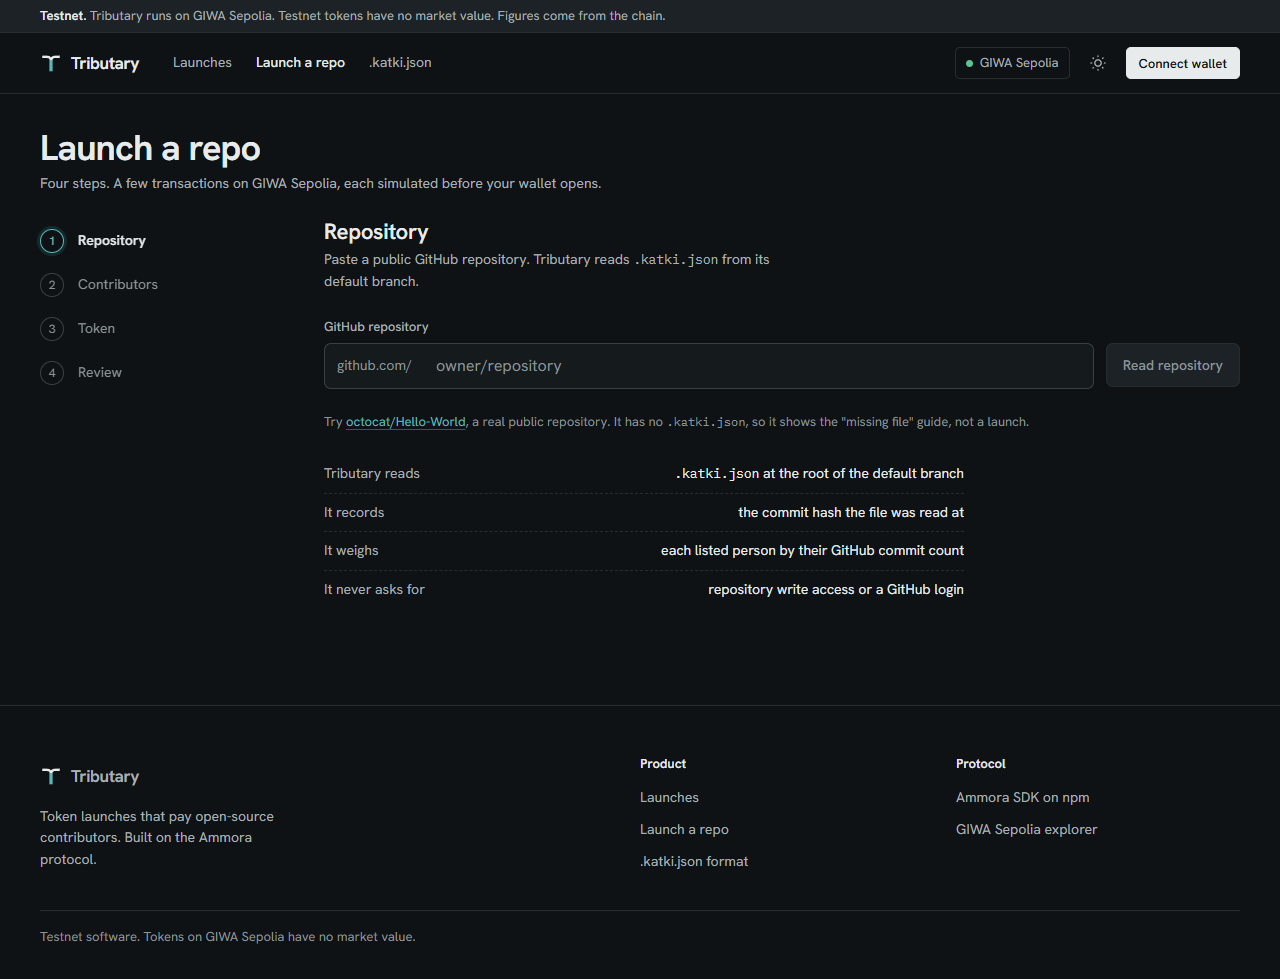 Testnet. Tributary runs on GIWA Sepolia. Testnet tokens have no market value. Figures come from the chain.
Tributary
Launches
Launch a repo
.katki.json
GIWA Sepolia
Connect wallet
Launch a repo
Four steps. A few transactions on GIWA Sepolia, each simulated before your wallet opens.
1 Repository
2 Contributors
3 Token
4 Review
Repository
Paste a public GitHub repository. Tributary reads .katki.json from its
default branch.
GitHub repository
github.com/ owner/repository
Read repository
Try octocat/Hello-World, a real public repository. It has no .katki.json, so it shows the "missing file" guide, not a launch.
Tributary reads .katki.json at the root of the default branch
It records the commit hash the file was read at
It weighs each listed person by their GitHub commit count
It never asks for repository write access or a GitHub login
Tributary
Token launches that pay open-source
contributors. Built on the Ammora
protocol.
Product
Launches
Launch a repo
.katki.json format
Protocol
Ammora SDK on npm
GIWA Sepolia explorer
Testnet software. Tokens on GIWA Sepolia have no market value.